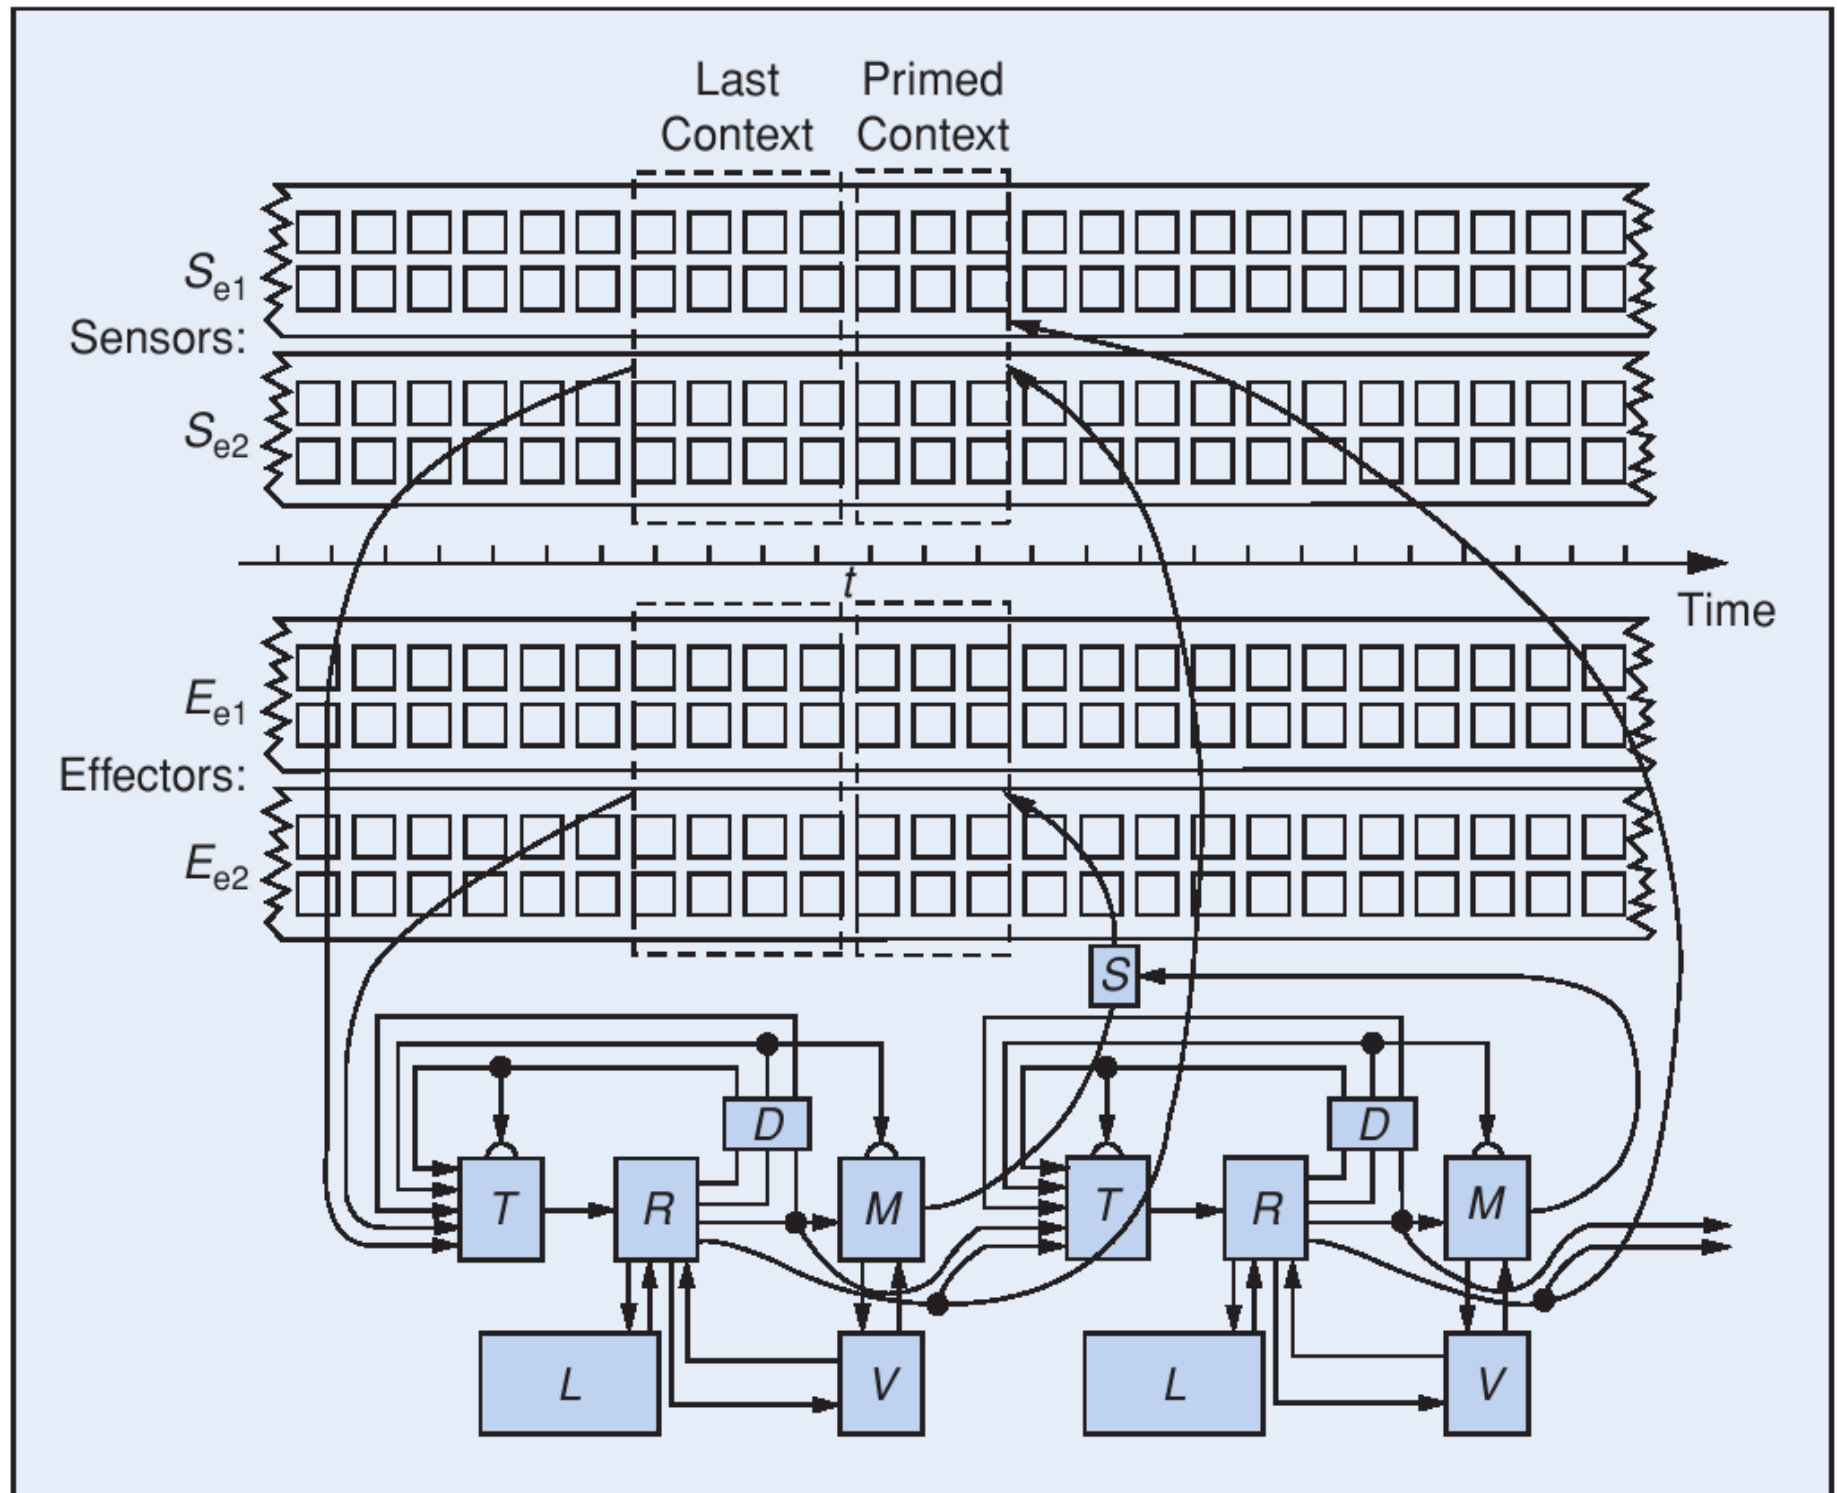 Last Primed
Context Context
Se1
Sensors:
Se2
t
Time
Ee1
Effectors:
Ee2
S
D D
T R M T R M
L V L V